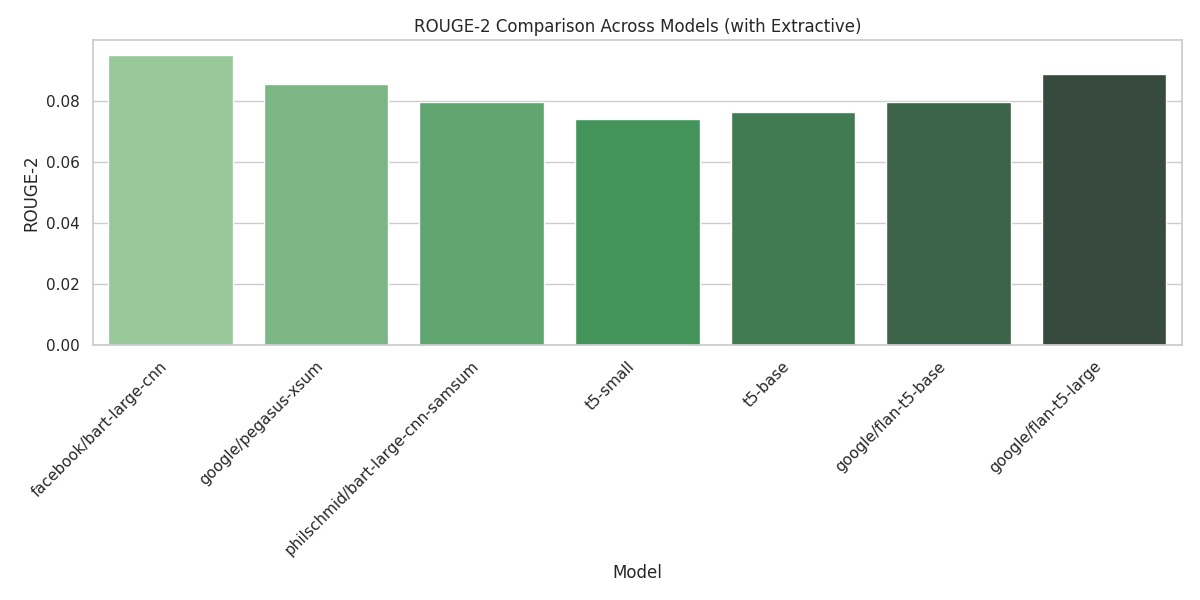 ROUGE-2 Comparison Across Models (with Extractive)
ROUGE-2
0.08
0.06
0.04
0.02
0.00
facebook/bart-large-cnn
google/pegasus-xsum
philschmid/bart-large-cnn-samsum
t5-small
t5-base
google/flan-t5-base
google/flan-t5-large
Model